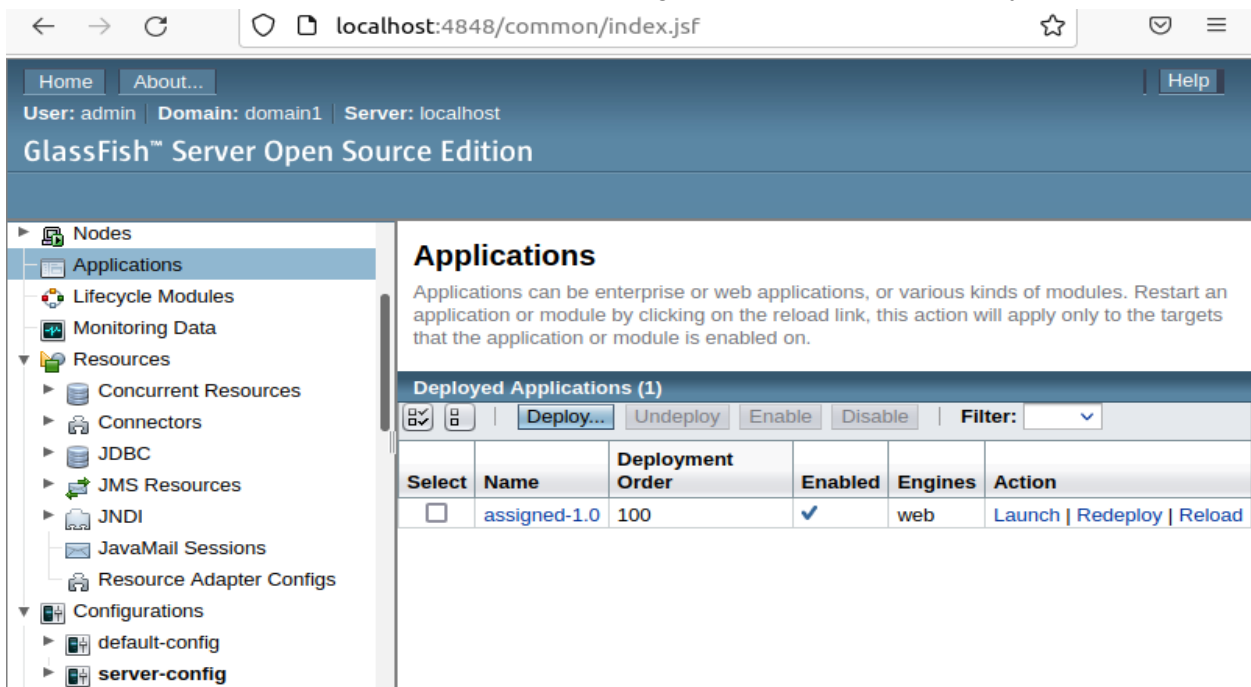 localhost:4848/common/index.jsf
Home About... Help
User: admin Domain: domain1 Server: localhost
GlassFish™ Server Open Source Edition
Nodes
Applications
Lifecycle Modules
Monitoring Data
Resources
Concurrent Resources
Connectors
JDBC
JMS Resources
JNDI
JavaMail Sessions
Resource Adapter Configs
Configurations
default-config
server-config
Applications
Applications can be enterprise or web applications, or various kinds of modules. Restart an
application or module by clicking on the reload link, this action will apply only to the targets
that the application or module is enabled on.
Deployed Applications (1)
Deploy... Undeploy Enable Disable Filter:
Select Name Deployment Order Enabled Engines Action
assigned-1.0 100 web Launch | Redeploy | Reload